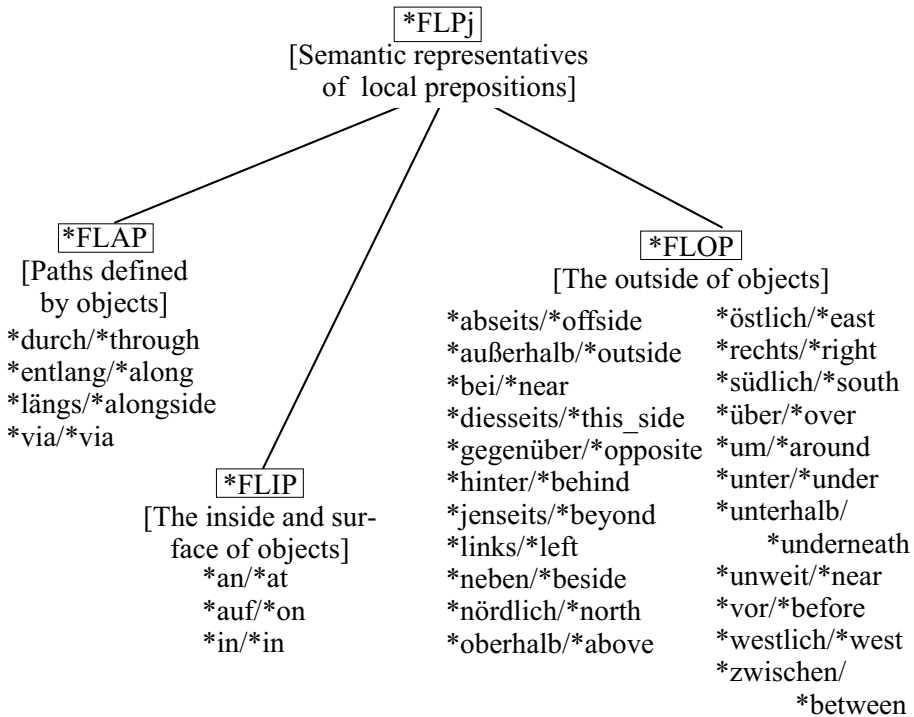 *FLPj
[Semantic representatives
of local prepositions]
*FLAP
[Paths defined
by objects]
*durch/*through
*entlang/*along
*längs/*alongside
*via/*via
*FLIP
[The inside and sur-
face of objects]
*an/*at
*auf/*on
*in/*in
*FLOP
[The outside of objects]
*abseits/*offside
*außerhalb/*outside
*bei/*near
*diesseits/*this_side
*gegenüber/*opposite
*hinter/*behind
*jenseits/*beyond
*links/*left
*neben/*beside
*nördlich/*north
*oberhalb/*above
*östlich/*east
*rechts/*right
*südlich/*south
*über/*over
*um/*around
*unter/*under
*unterhalb/
*underneath
*unweit/*near
*vor/*before
*westlich/*west
*zwischen/
*between